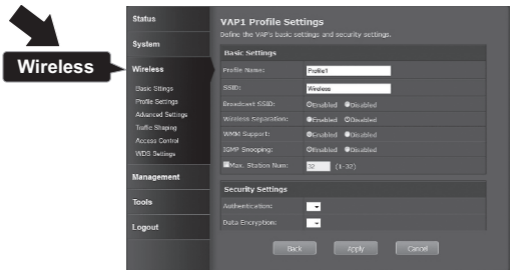 Wireless
Status
System
Wireless
Basic Sttings
Profile Settings
Advanced Settings
Traffic Shaping
Access Control
WDS Settings
Management
Tools
Logout
VAP1 Profile Settings
Define the VAP's basic settings and security settings.
Basic Settings
Profile Name: Profile1
SSID: Wireless
Broadcast SSID: Enabled Disabled
Wireless Separation: Enabled Disabled
WMM Support: Enabled Disabled
IGMP Snooping: Enabled Disabled
Max. Station Num: 32 (1-32)
Security Settings
Authentication:
Data Encryption:
Back Apply Cancel